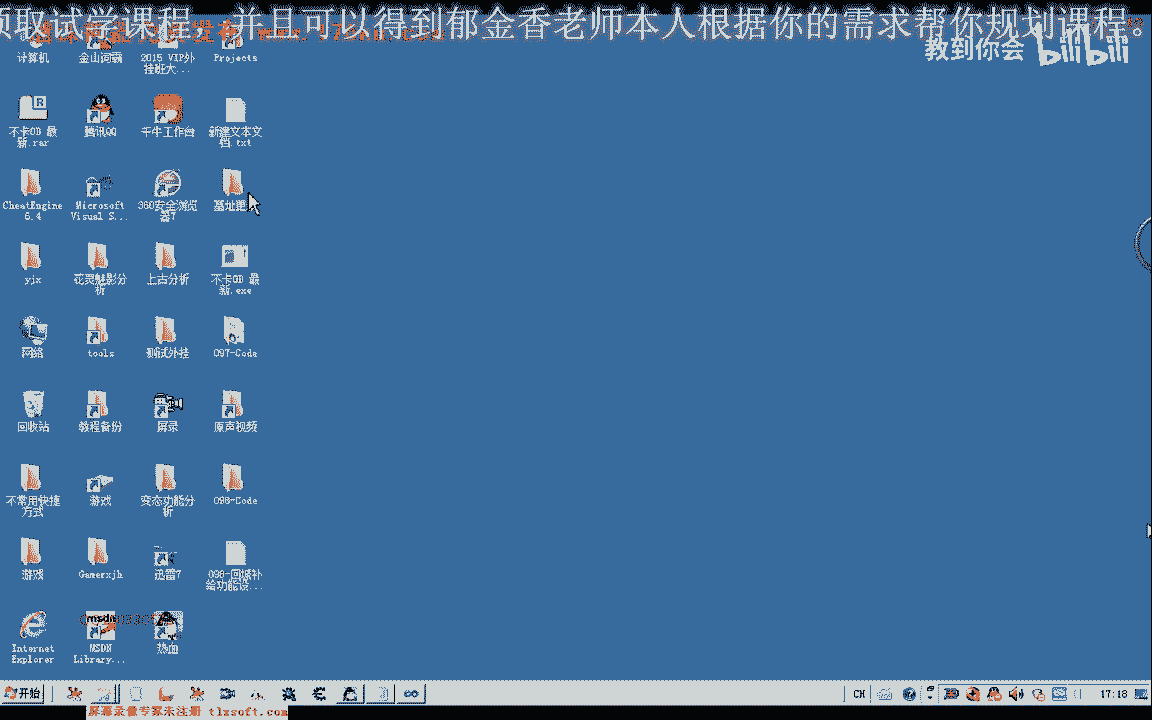 领取试学课程，并且可以得到郁金香老师本人根据你的需求帮你规划课程。
教到你会 bilibili
计算机
金山词霸
2015 VIP外
挂班大...
Projects
不卡OD 最
新.rar
腾讯QQ
千牛工作台
新建文本文
档.txt
CheatEngine
6.4
Microsoft
Visual S...
360安全浏览
器7
基址更
yjx
花灵魅影分
析
上古分析
不卡OD 最
新.exe
网络
tools
测试外挂
097-Code
回收站
教程备份
屏录
原声视频
不常用快捷
方式
游戏
变态功能分
析
098-Code
游戏
Gamerxjh
迅雷7
098-回城补
给功能设...
Internet
Explorer
msdn
MSDN
Library...
热血
开始
CH
17:18
屏幕录像专家未注册 tlxsoft.com